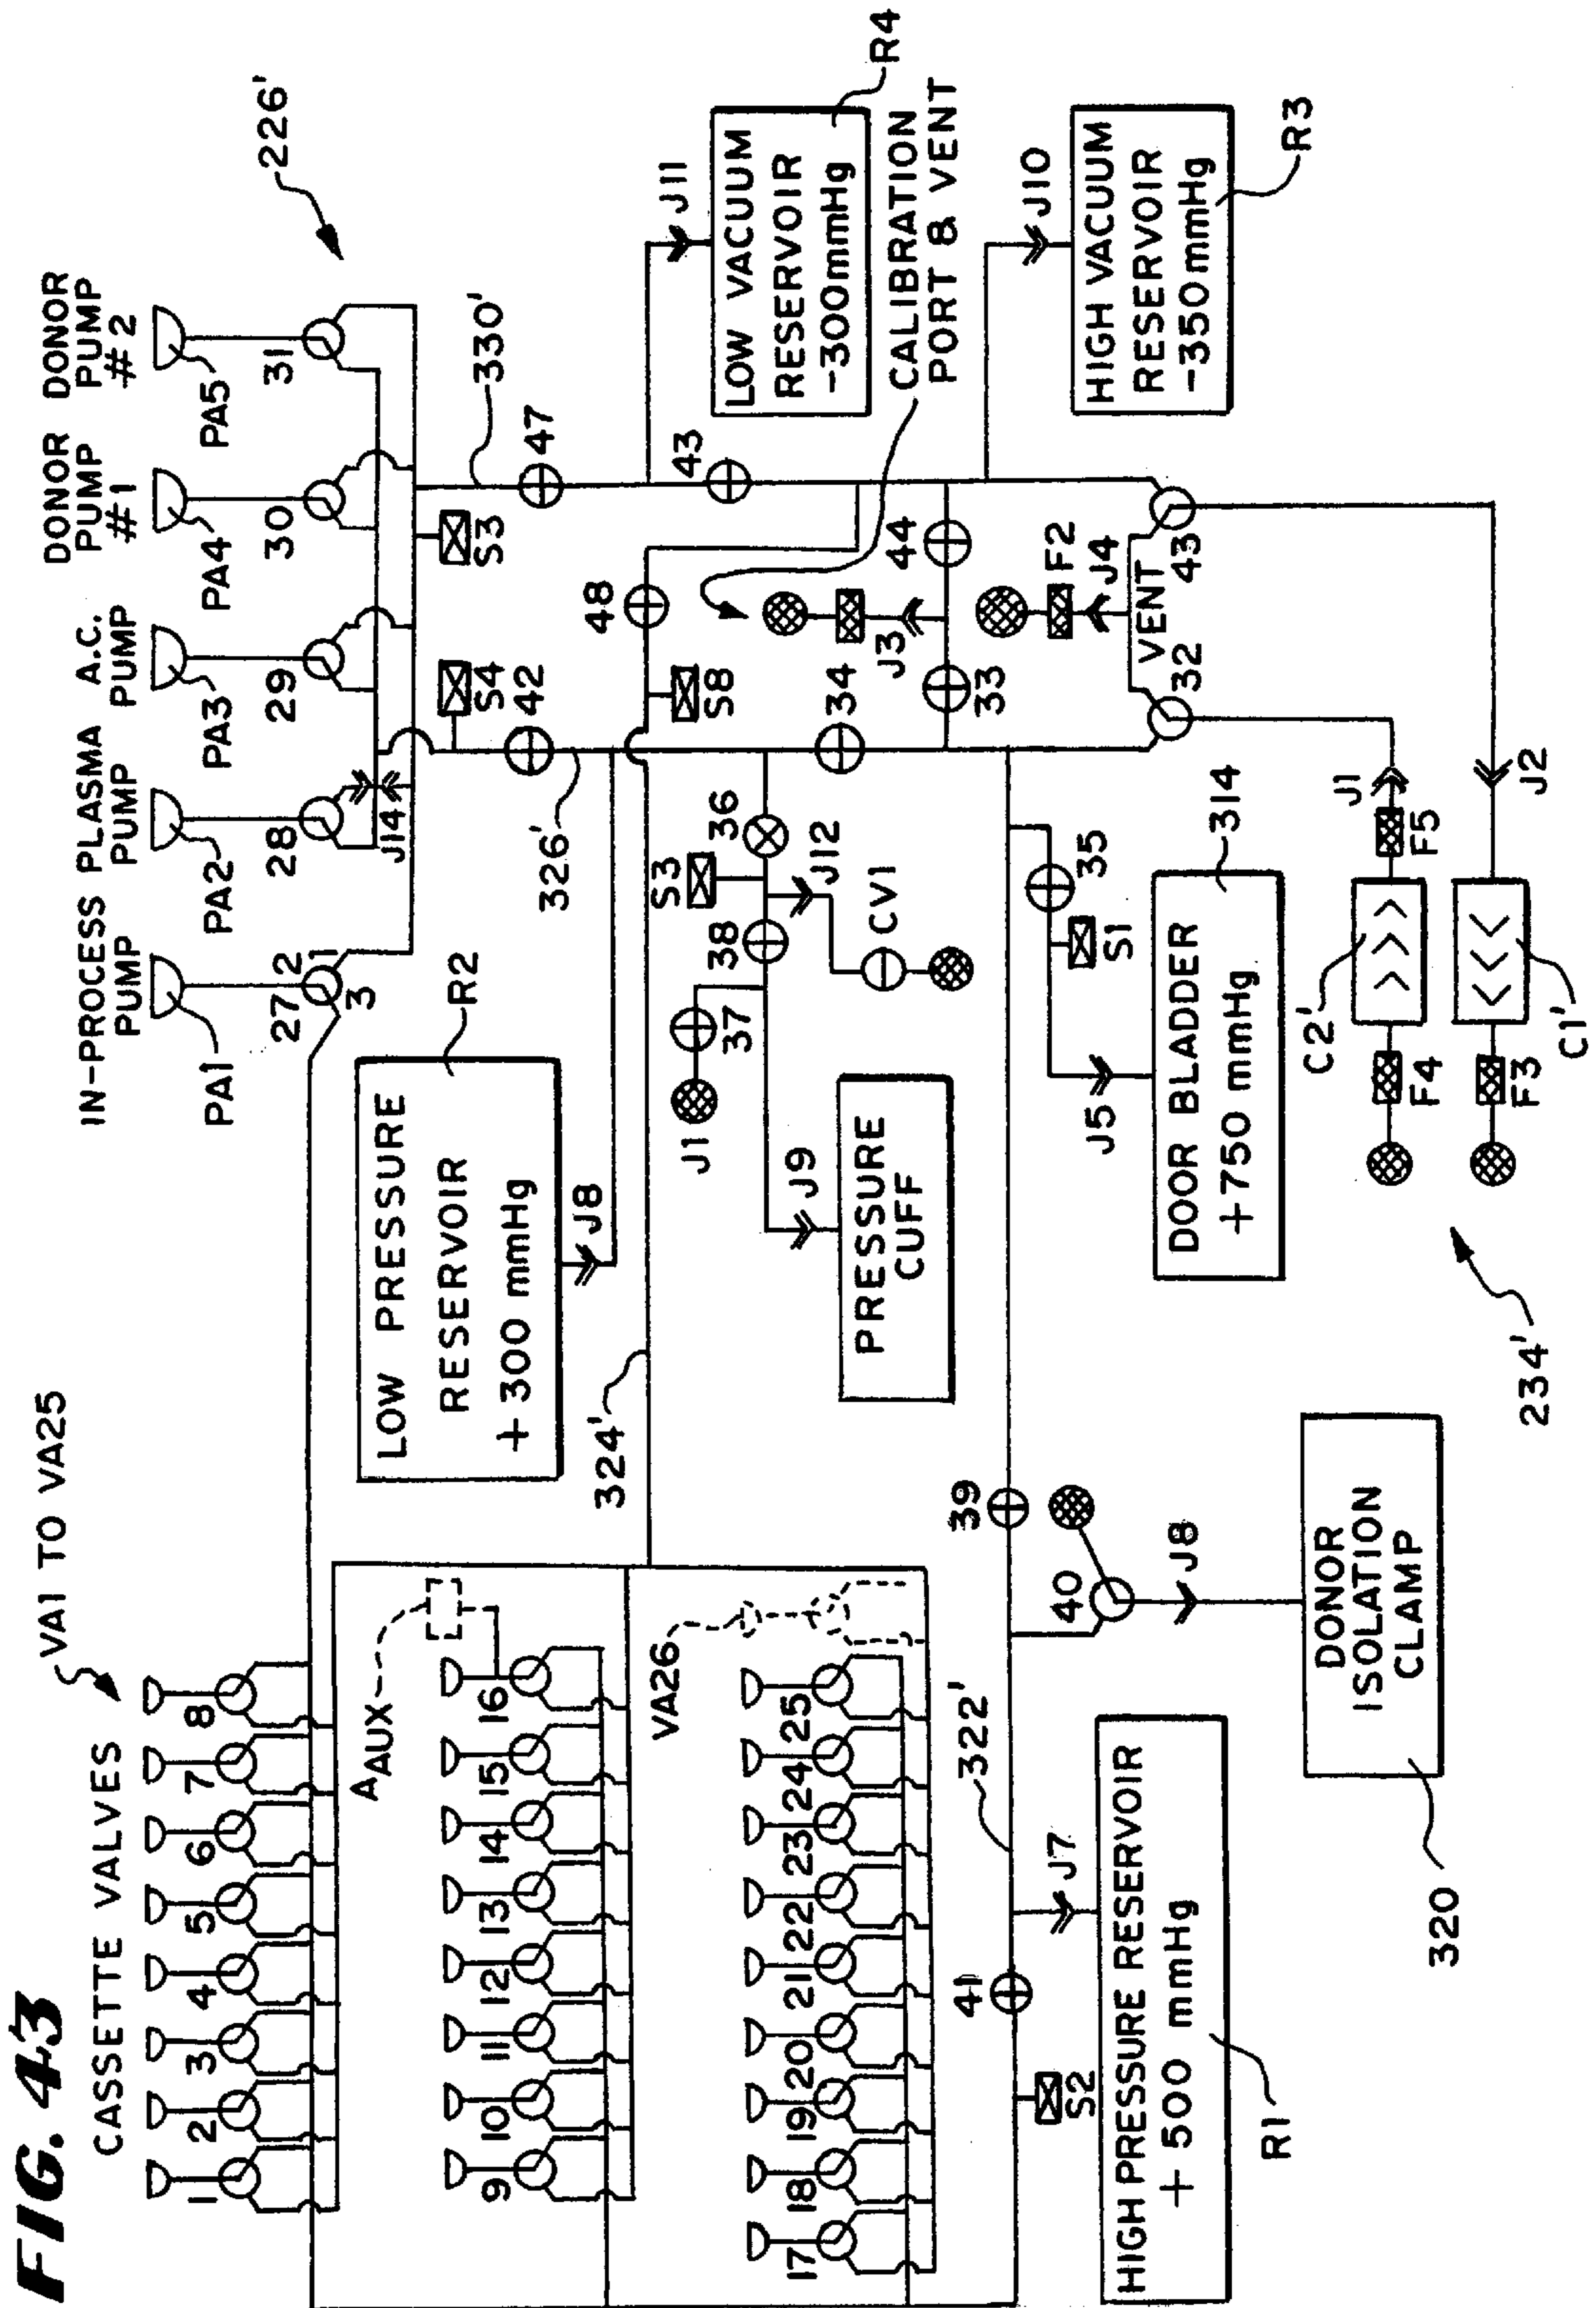 FIG. 43
CASSETTE VALVES
VA1 TO VA25
1
2
3
4
5
6
7
8
AAUX
9
10
11
12
13
14
15
16
VA26
17
18
19
20
21
22
23
24
25
IN-PROCESS
PUMP
PLASMA
PUMP
A.C.
PUMP
DONOR
PUMP
#1
DONOR
PUMP
#2
226'
PA1
PA2
PA3
PA4
PA5
27
2
1
3
28
29
30
31
J14
S4
S3
42
47
330'
326'
R2
LOW PRESSURE
RESERVOIR
+300 mmHg
J8
324'
48
S8
43
J11
LOW VACUUM
RESERVOIR
-300mmHg
R4
CALIBRATION
PORT & VENT
36
S3
J12
38
37
J1
CV1
J9
PRESSURE
CUFF
34
J3
44
33
F2
J4
VENT
32
43
J10
HIGH VACUUM
RESERVOIR
-350mmHg
R3
39
40
J8
DONOR
ISOLATION
CLAMP
320
322'
41
S2
J7
HIGH PRESSURE RESERVOIR
+500 mmHg
R1
35
S1
J5
DOOR BLADDER
+750 mmHg
314
J1
F5
C2'
F4
J2
C1'
F3
234'